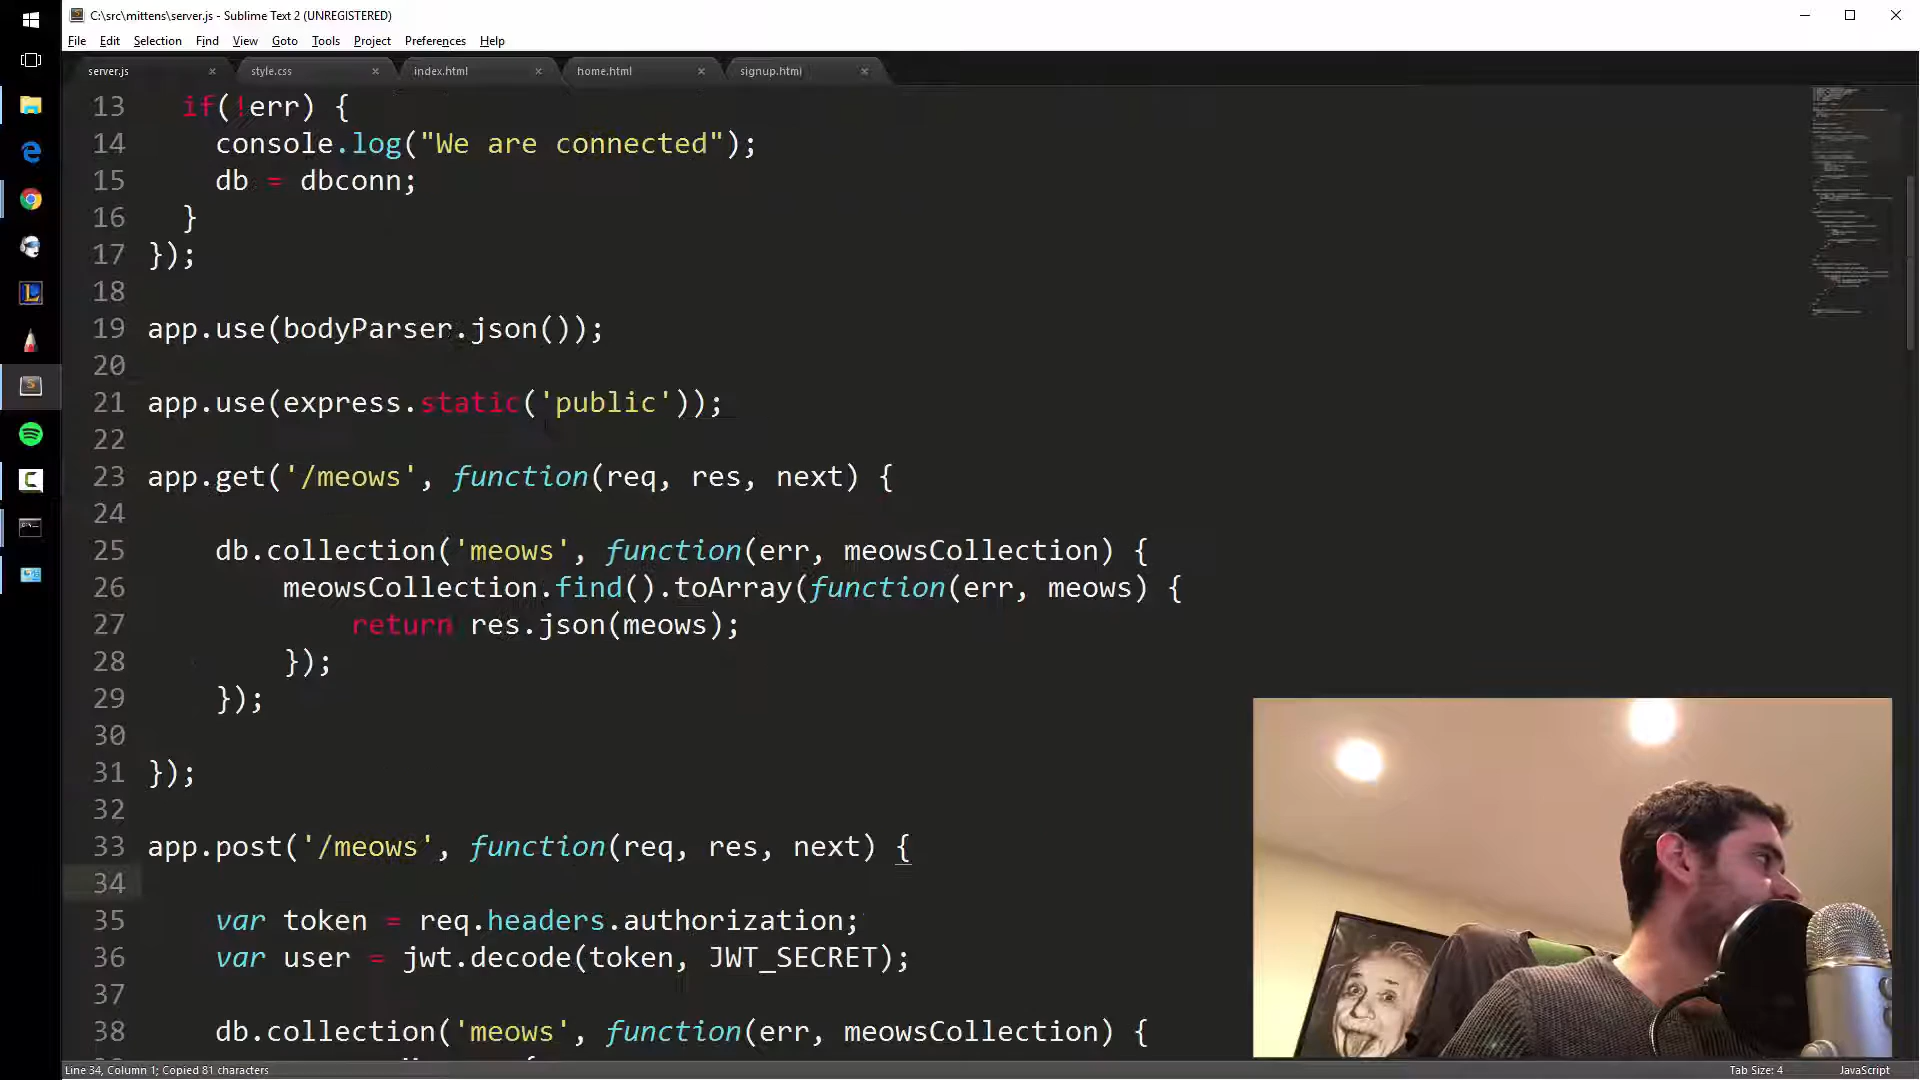 C:\src\mittens\server.js - Sublime Text 2 (UNREGISTERED)
File Edit Selection Find View Goto Tools Project Preferences Help
server.js × style.css × index.html × home.html × signup.html ×
13 if(!err) {
14 console.log("We are connected");
15 db = dbconn;
16 }
17 });
18
19 app.use(bodyParser.json());
20
21 app.use(express.static('public'));
22
23 app.get('/meows', function(req, res, next) {
24
25 db.collection('meows', function(err, meowsCollection) {
26 meowsCollection.find().toArray(function(err, meows) {
27 return res.json(meows);
28 });
29 });
30
31 });
32
33 app.post('/meows', function(req, res, next) {
34
35 var token = req.headers.authorization;
36 var user = jwt.decode(token, JWT_SECRET);
37
38 db.collection('meows', function(err, meowsCollection) {
Line 34, Column 1; Copied 81 characters
Tab Size: 4 JavaScript